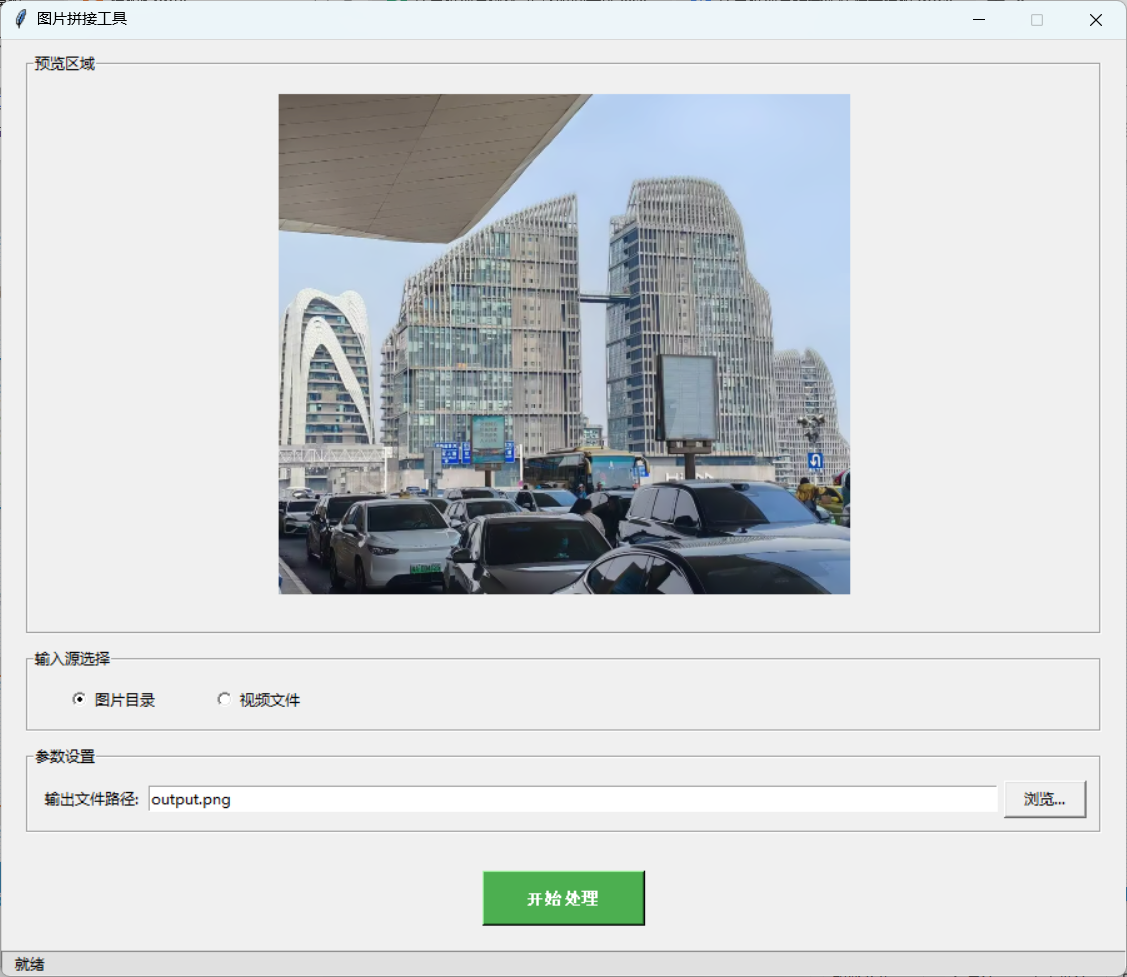 图片拼接工具
预览区域
输入源选择
图片目录
视频文件
参数设置
输出文件路径:
output.png
浏览...
开始处理
就绪